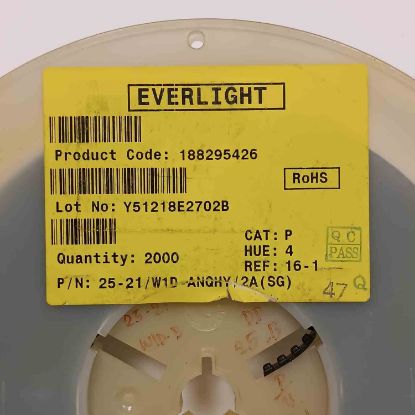 EVERLIGHT
Product Code: 188295426
RoHS
Lot No: Y51218E2702B
CAT: P
QC
PASS
HUE: 4
Quantity: 2000
REF: 16-1
P/N: 25-21/W1D-ANQHY/2A(SG)
47 Q